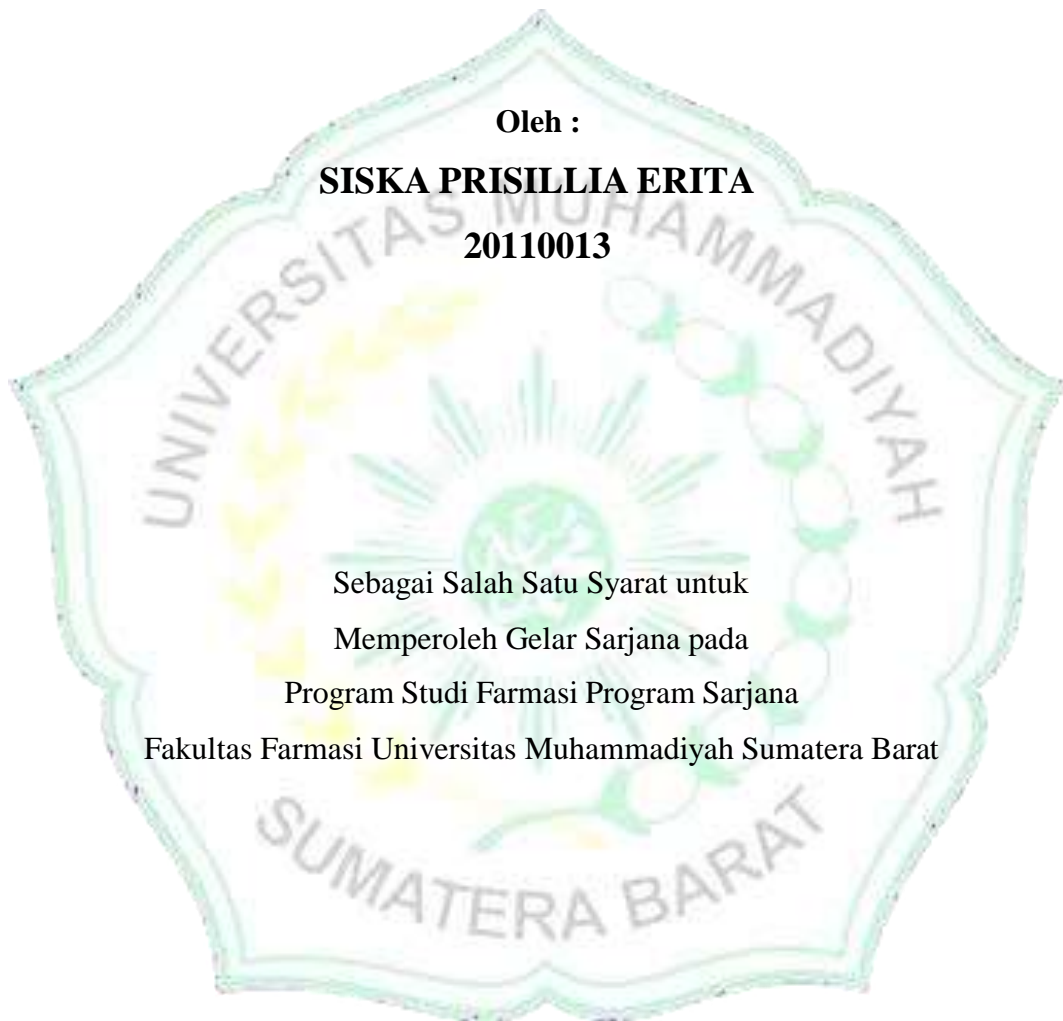 Oleh :
SISKA PRISILLIA ERITA
20110013
UNIVERSITAS MUHAMMADIYAH
Sebagai Salah Satu Syarat untuk
Memperoleh Gelar Sarjana pada
Program Studi Farmasi Program Sarjana
Fakultas Farmasi Universitas Muhammadiyah Sumatera Barat
SUMATERA BARAT